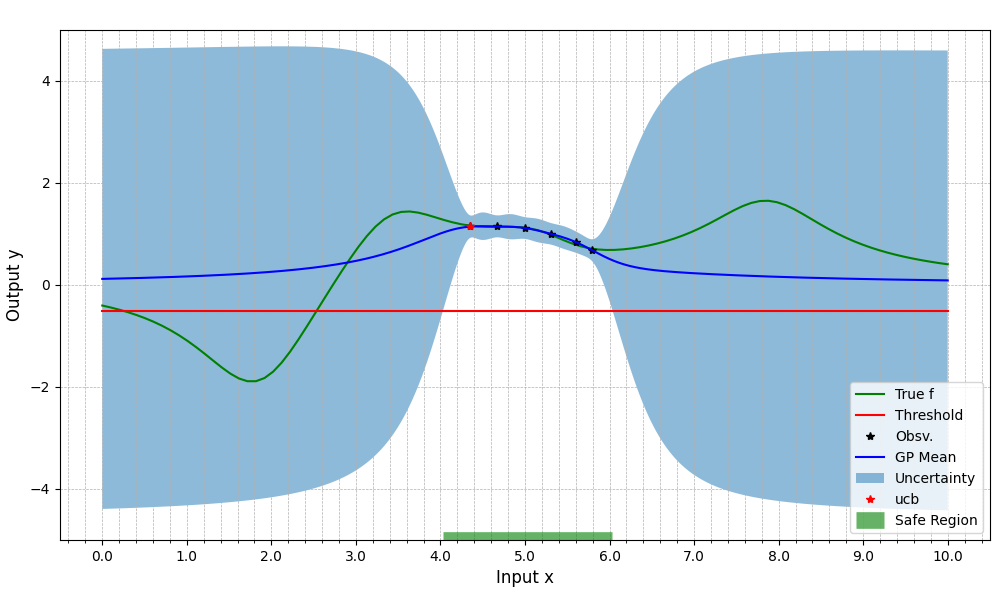 4
2
0
−2
−4
Output y
0.0 1.0 2.0 3.0 4.0 5.0 6.0 7.0 8.0 9.0 10.0
Input x
True f
Threshold
Obsv.
GP Mean
Uncertainty
ucb
Safe Region